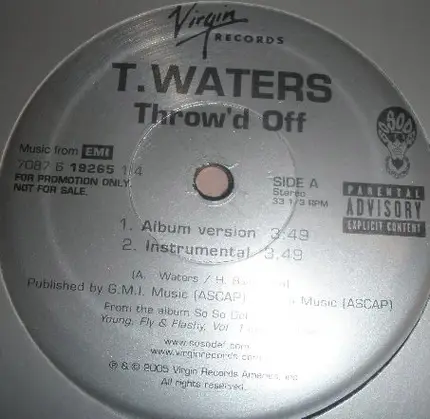 Virgin
RECORDS
T.WATERS
Throw'd Off
Music from EMI
7087 6 19265 1 4
FOR PROMOTION ONLY.
NOT FOR SALE.
SIDE A
Stereo
33 1/3 RPM
PARENTAL
ADVISORY
EXPLICIT CONTENT
1. Album version 3:49
2. Instrumental 3:49
(A. Waters / H.
Published by G.M.I. Music (ASCAP) Music (ASCAP)
From the album So So Def
Young, Fly & Flashy, Vol.
www.sosodef.com
www.virginrecords.com
℗ & © 2005 Virgin Records America, Inc.
All rights reserved.